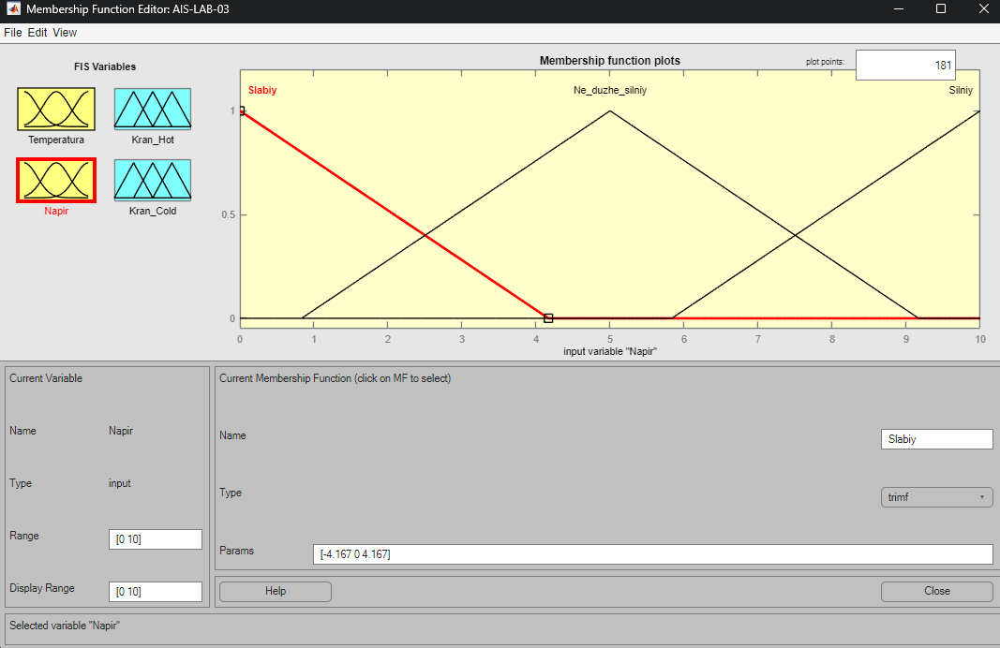 Membership Function Editor: AIS-LAB-03
File Edit View
FIS Variables
Temperatura
Kran_Hot
Napir
Kran_Cold
Membership function plots
plot points:
181
Slabiy
Ne_duzhe_silniy
Silniy
1
0.5
0
0 1 2 3 4 5 6 7 8 9 10
input variable "Napir"
Current Variable
Name Napir
Type input
Range [0 10]
Display Range [0 10]
Current Membership Function (click on MF to select)
Name Slabiy
Type trimf
Params [-4.167 0 4.167]
Help Close
Selected variable "Napir"